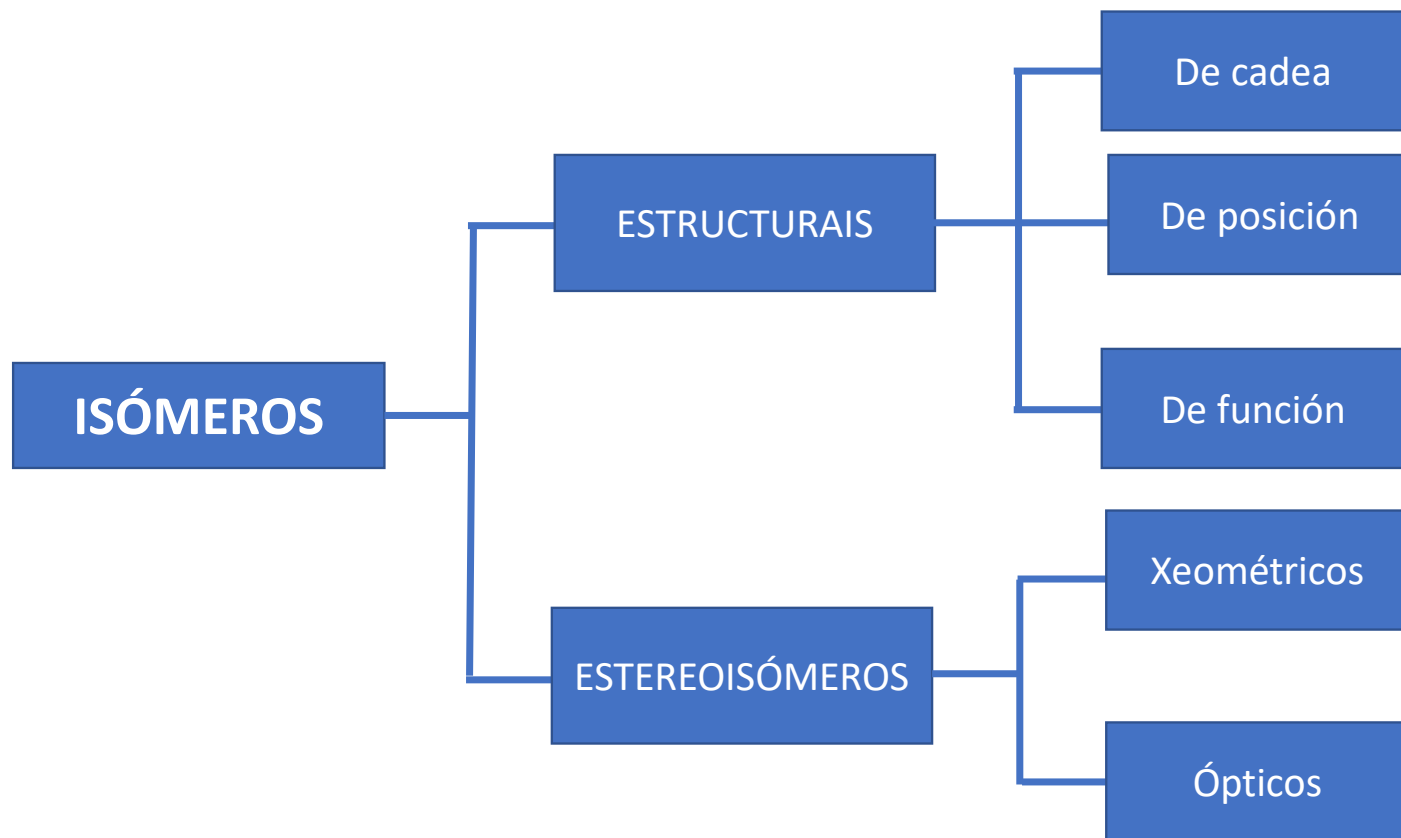 De cadea
De posición
ESTRUCTURAIS
De función
ISÓMEROS
Xeométricos
ESTEREOISÓMEROS
Ópticos